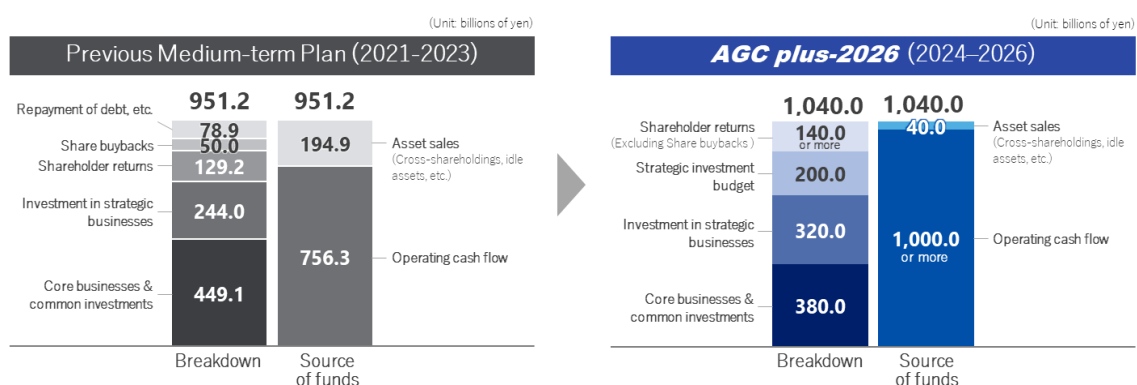 (Unit: billions of yen)
Previous Medium-term Plan (2021-2023)
951.2
951.2
Repayment of debt, etc.
78.9
Share buybacks
50.0
Shareholder returns
129.2
Investment in strategic
businesses
244.0
Core businesses &
common investments
449.1
194.9
Asset sales
(Cross-shareholdings, idle
assets, etc.)
756.3
Operating cash flow
Breakdown
Source
of funds
(Unit: billions of yen)
AGC plus-2026 (2024–2026)
1,040.0
1,040.0
Shareholder returns
(Excluding Share buybacks )
140.0
or more
Strategic investment
budget
200.0
Investment in strategic
businesses
320.0
Core businesses &
common investments
380.0
40.0
Asset sales
(Cross-shareholdings, idle
assets, etc.)
1,000.0
or more
Operating cash flow
Breakdown
Source
of funds